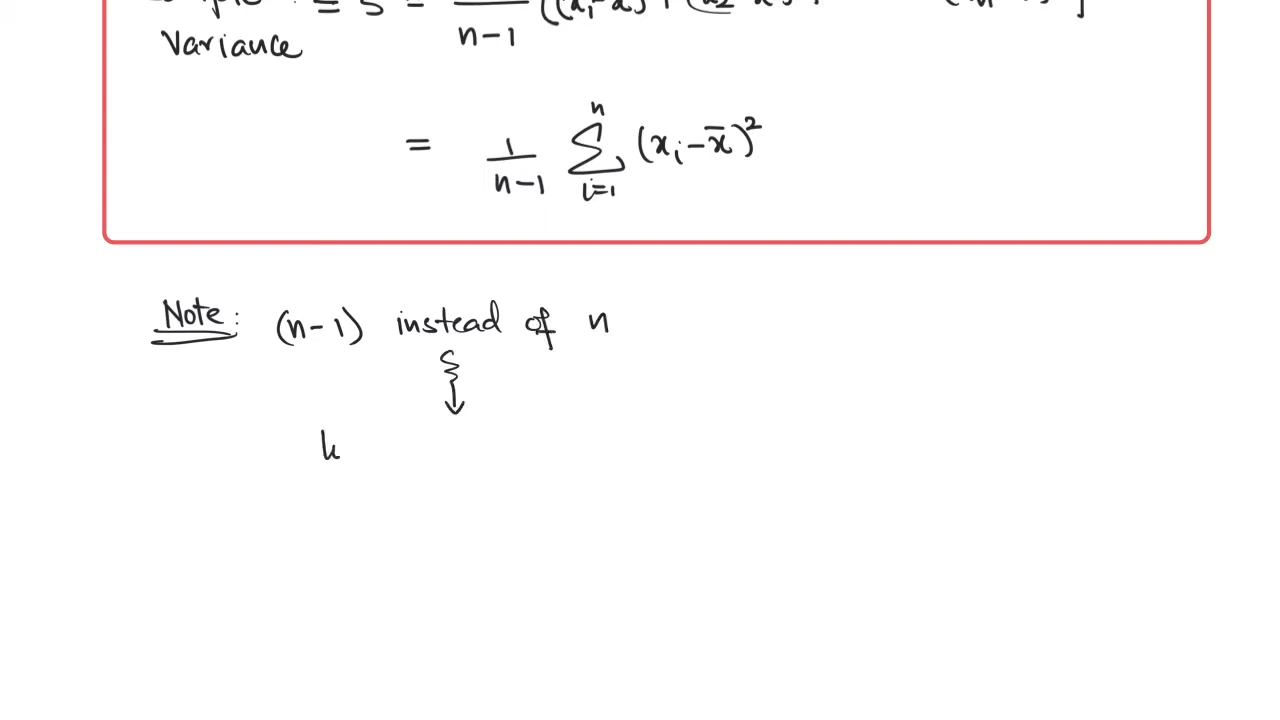 Variance
= 1/(n-1) Σ_{i=1}^{n} (x_i - x̄)²
Note: (n-1) instead of n